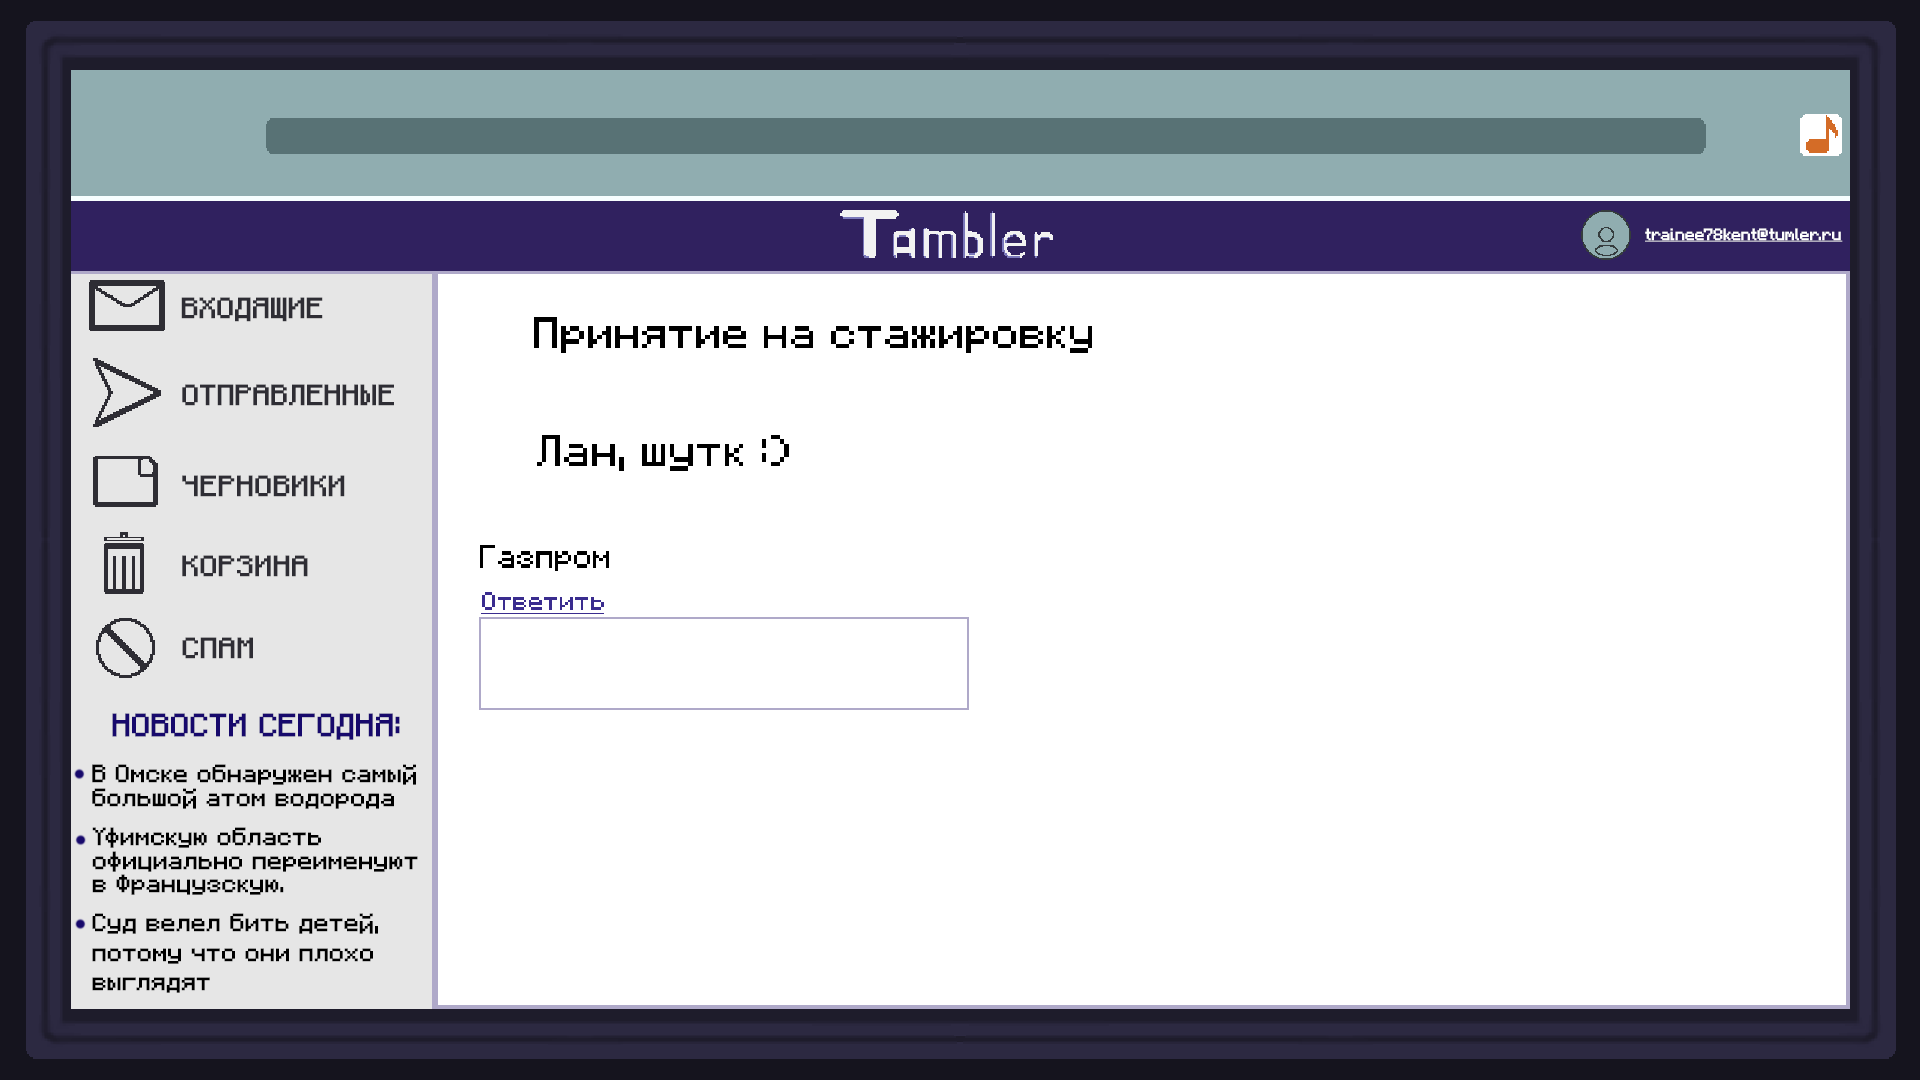 Tambler
trainee78kent@tumler.ru
ВХОДЯЩИЕ
ОТПРАВЛЕННЫЕ
ЧЕРНОВИКИ
КОРЗИНА
СПАМ
НОВОСТИ СЕГОДНЯ:
• В Омске обнаружен самый
большой атом водорода
• Уфимскую область
официально переименуют
в Французскую.
• Суд велел бить детей,
потому что они плохо
выглядят
Принятие на стажировку
Лан, шутк :)
Газпром
Ответить